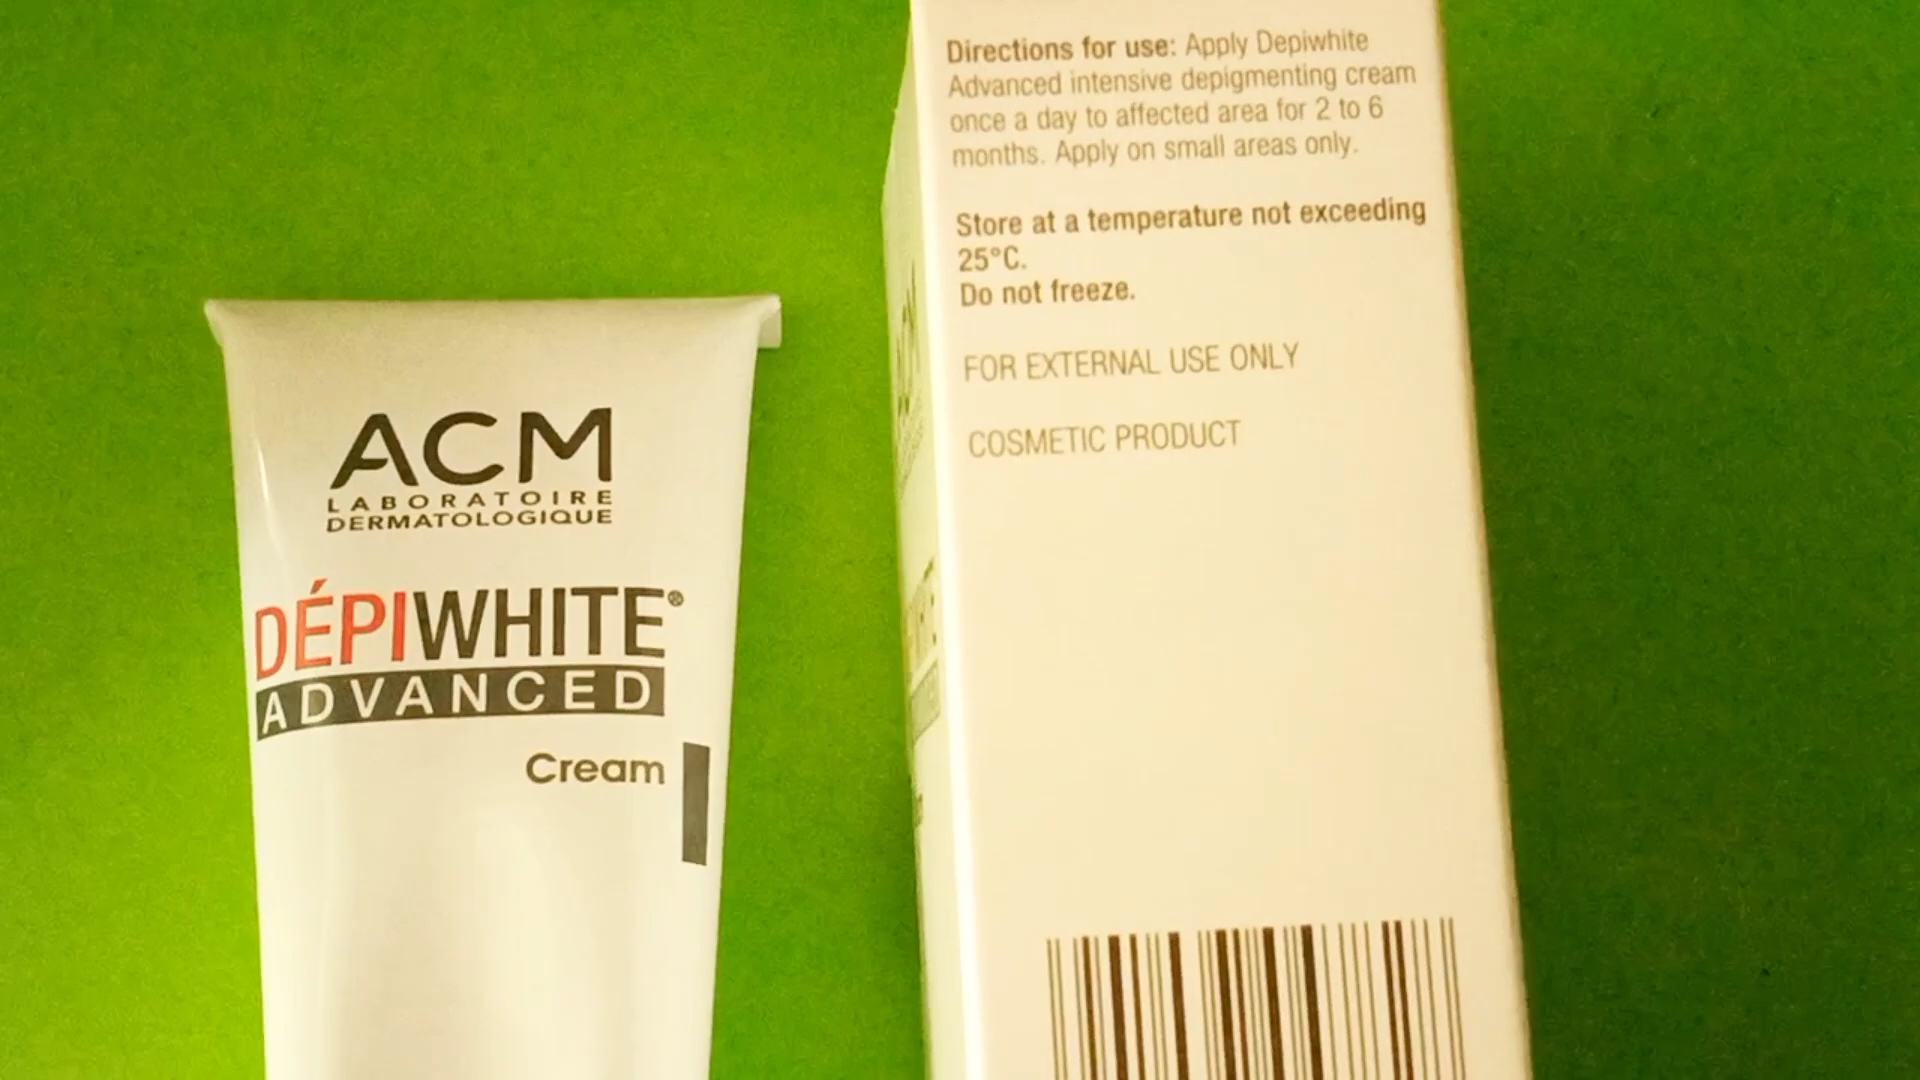 ACM
LABORATOIRE
DERMATOLOGIQUE
DÉPIWHITE®
ADVANCED
Cream
Directions for use: Apply Depiwhite
Advanced intensive depigmenting cream
once a day to affected area for 2 to 6
months. Apply on small areas only.
Store at a temperature not exceeding
25°C.
Do not freeze.
FOR EXTERNAL USE ONLY
COSMETIC PRODUCT